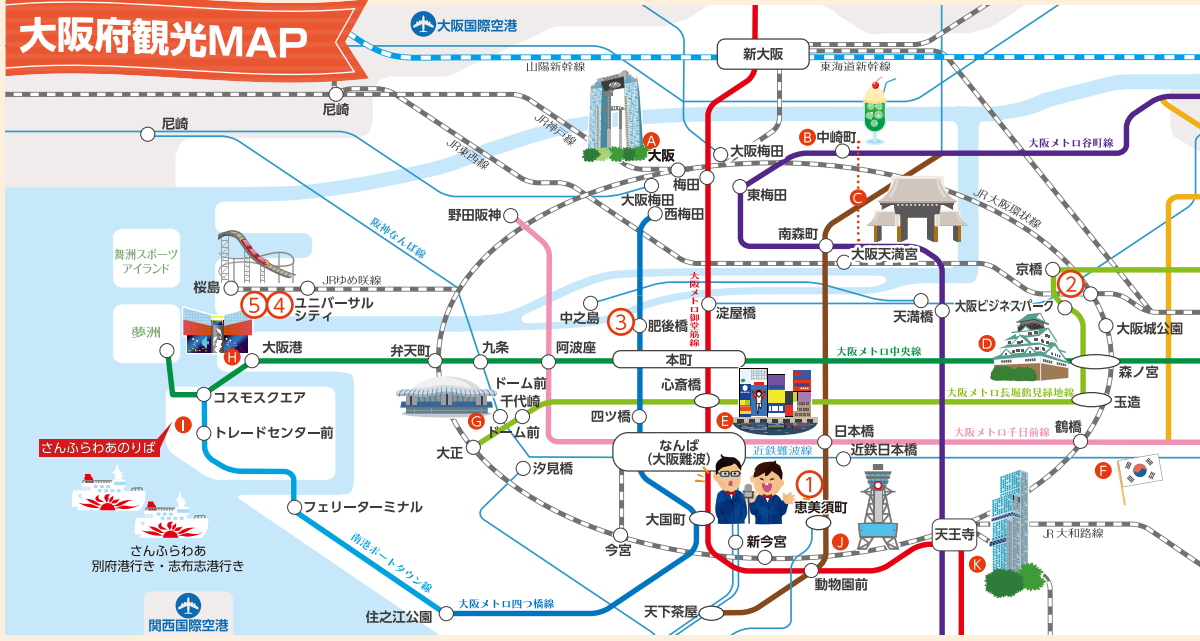 大阪府観光MAP
大阪国際空港
新大阪
山陽新幹線
東海道新幹線
尼崎
尼崎
JR神戸線
JR東西線
A
大阪
大阪梅田
B
中崎町
大阪メトロ谷町線
梅田
大阪梅田
東梅田
西梅田
野田阪神
阪神なんば線
C
JR大阪環状線
南森町
大阪天満宮
舞洲スポーツ
アイランド
桜島
JRゆめ咲線
⑤
④
ユニバーサル
シティ
京橋
②
大阪ビジネスパーク
大阪メトロ御堂筋線
中之島
③
肥後橋
淀屋橋
天満橋
大阪城公園
夢洲
H
大阪港
弁天町
九条
阿波座
本町
大阪メトロ中央線
D
森ノ宮
ドーム前
千代崎
心斎橋
大阪メトロ長堀鶴見緑地線
玉造
コスモスクエア
G
ドーム前
四ツ橋
E
I
トレードセンター前
大正
なんば
(大阪難波)
日本橋
大阪メトロ千日前線
鶴橋
さんふらわあのりば
近鉄難波線
近鉄日本橋
汐見橋
F
①
恵美須町
フェリーターミナル
大国町
今宮
新今宮
J
天王寺
JR大和路線
さんふらわあ
別府港行き・志布志港行き
南港ポートタウン線
K
動物園前
関西国際空港
住之江公園
大阪メトロ四つ橋線
天下茶屋